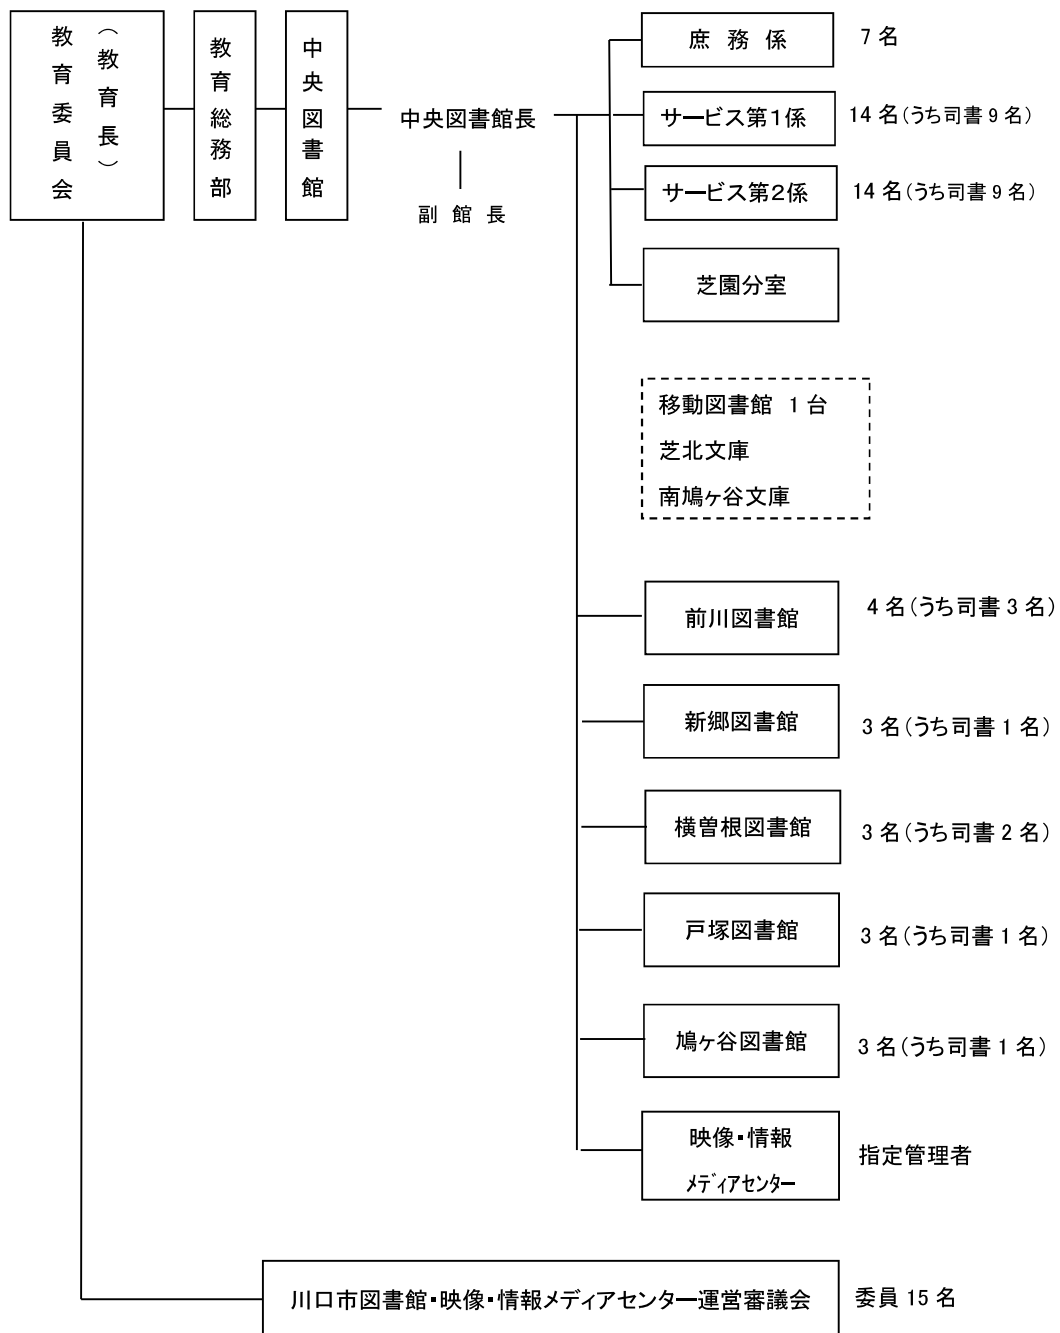 教育委員会
（教育長）
教育総務部
中央図書館
中央図書館長
副館長
庶務係 7名
サービス第1係 14名（うち司書9名）
サービス第2係 14名（うち司書9名）
芝園分室
移動図書館 1台
芝北文庫
南鳩ヶ谷文庫
前川図書館 4名（うち司書3名）
新郷図書館 3名（うち司書1名）
横曽根図書館 3名（うち司書2名）
戸塚図書館 3名（うち司書1名）
鳩ヶ谷図書館 3名（うち司書1名）
映像・情報
メディアセンター
指定管理者
川口市図書館・映像・情報メディアセンター運営審議会 委員15名